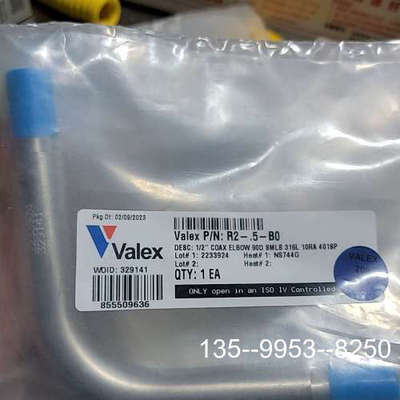 Pkg Dt: 02/09/2023
Valex
Valex P/N: R2-.5-B0
DESC: 1/2" COAX ELBOW 90D SMLS 316L 10RA 401SP
Lot# 1: 2233924 Heat# 1: N8744G
Lot# 2: Heat# 2:
WOID: 329141
QTY: 1 EA
855509636
ONLY open in an ISO IV Controlled
VALEX
135--9953--8250